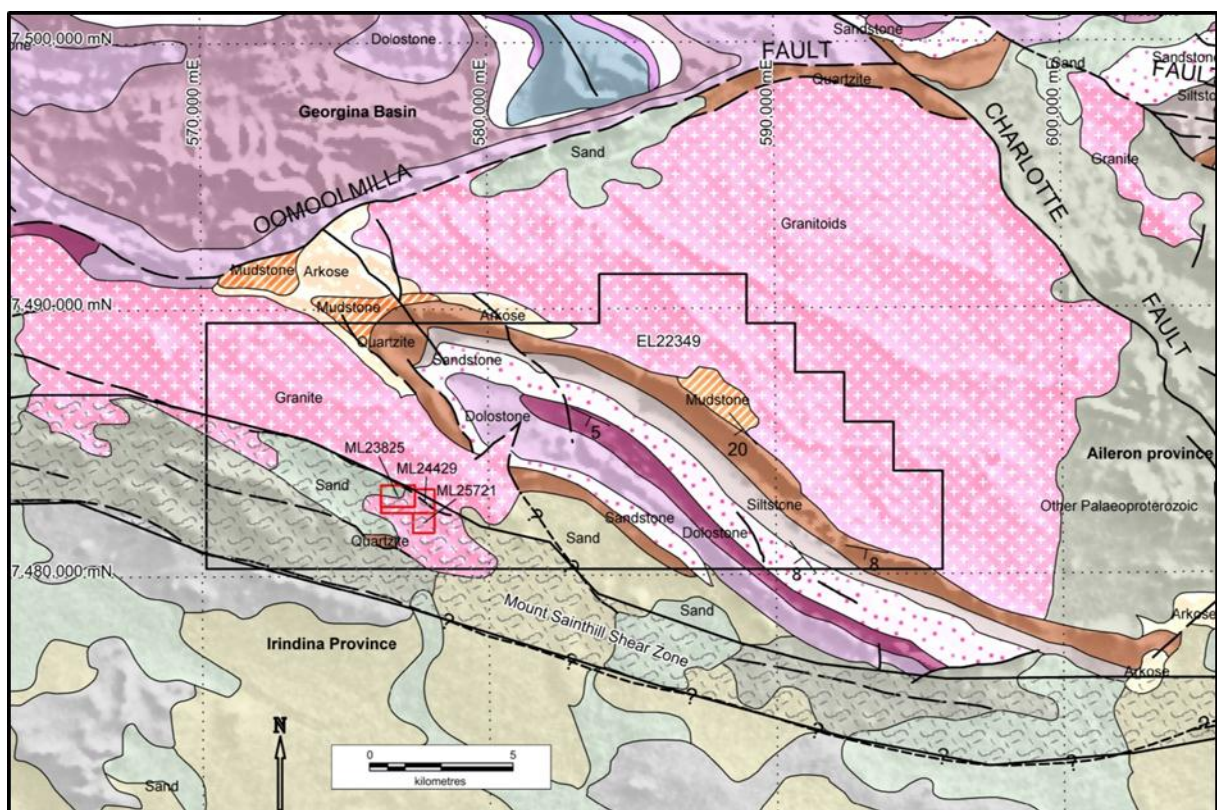 7,500,000 mN
Dolostone
FAULT
Sandstone
Sand
Sandstone
FAULT
Quartzite
Siltsto
570,000 mE
580,000 mE
590,000 mE
600,000 mE
Georgina Basin
Sand
CHARLOTTE
Granite
OOMOOLMILLA
Granitoids
Mudstone
Arkose
7,490,000 mN
Mudstone
Arkose
FAULT
Quartzite
EL22349
Sandstone
Granite
Mudstone
Dolostone
5
20
ML23825
ML24429
ML25721
Aileron province
Sand
Siltstone
Other Palaeoproterozoic
Sandstone
Dolostone
Quartzite
?
Sand
8
7,480,000 mN
?
8
Sand
Mount Sainthill Shear Zone
Arkose
?
Irindina Province
?
Arkose
?
?
?
?
?
N
0
5
kilometres
Sand